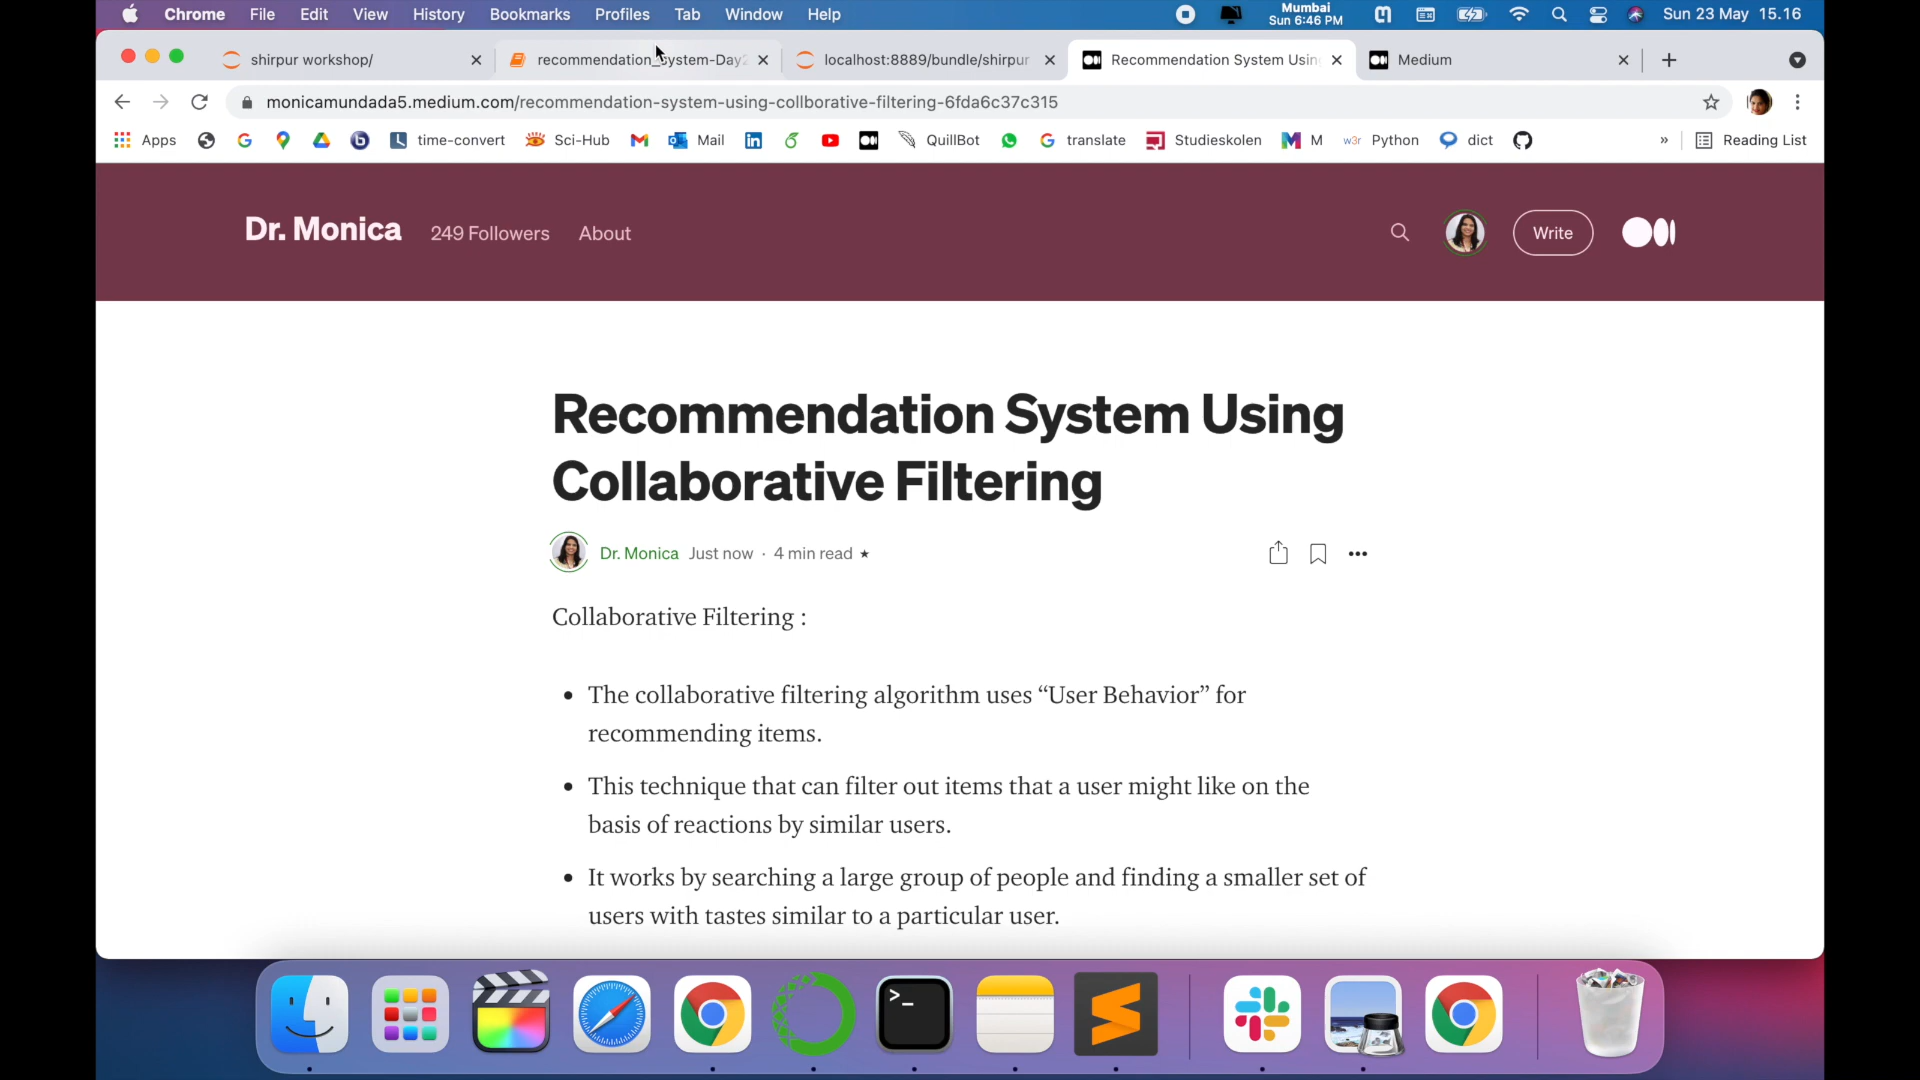 Chrome File Edit View History Bookmarks Profiles Tab Window Help
Mumbai
Sun 6:46 PM
Sun 23 May 15.16
shirpur workshop/
recommendation_system-Day2
localhost:8889/bundle/shirpur
Recommendation System Usin
Medium
monicamundada5.medium.com/recommendation-system-using-collborative-filtering-6fda6c37c315
Apps time-convert Sci-Hub Mail QuillBot translate Studieskolen M Python dict » Reading List
Dr. Monica 249 Followers About Write
Recommendation System Using
Collaborative Filtering
Dr. Monica Just now · 4 min read ★
Collaborative Filtering :
• The collaborative filtering algorithm uses “User Behavior” for
recommending items.
• This technique that can filter out items that a user might like on the
basis of reactions by similar users.
• It works by searching a large group of people and finding a smaller set of
users with tastes similar to a particular user.